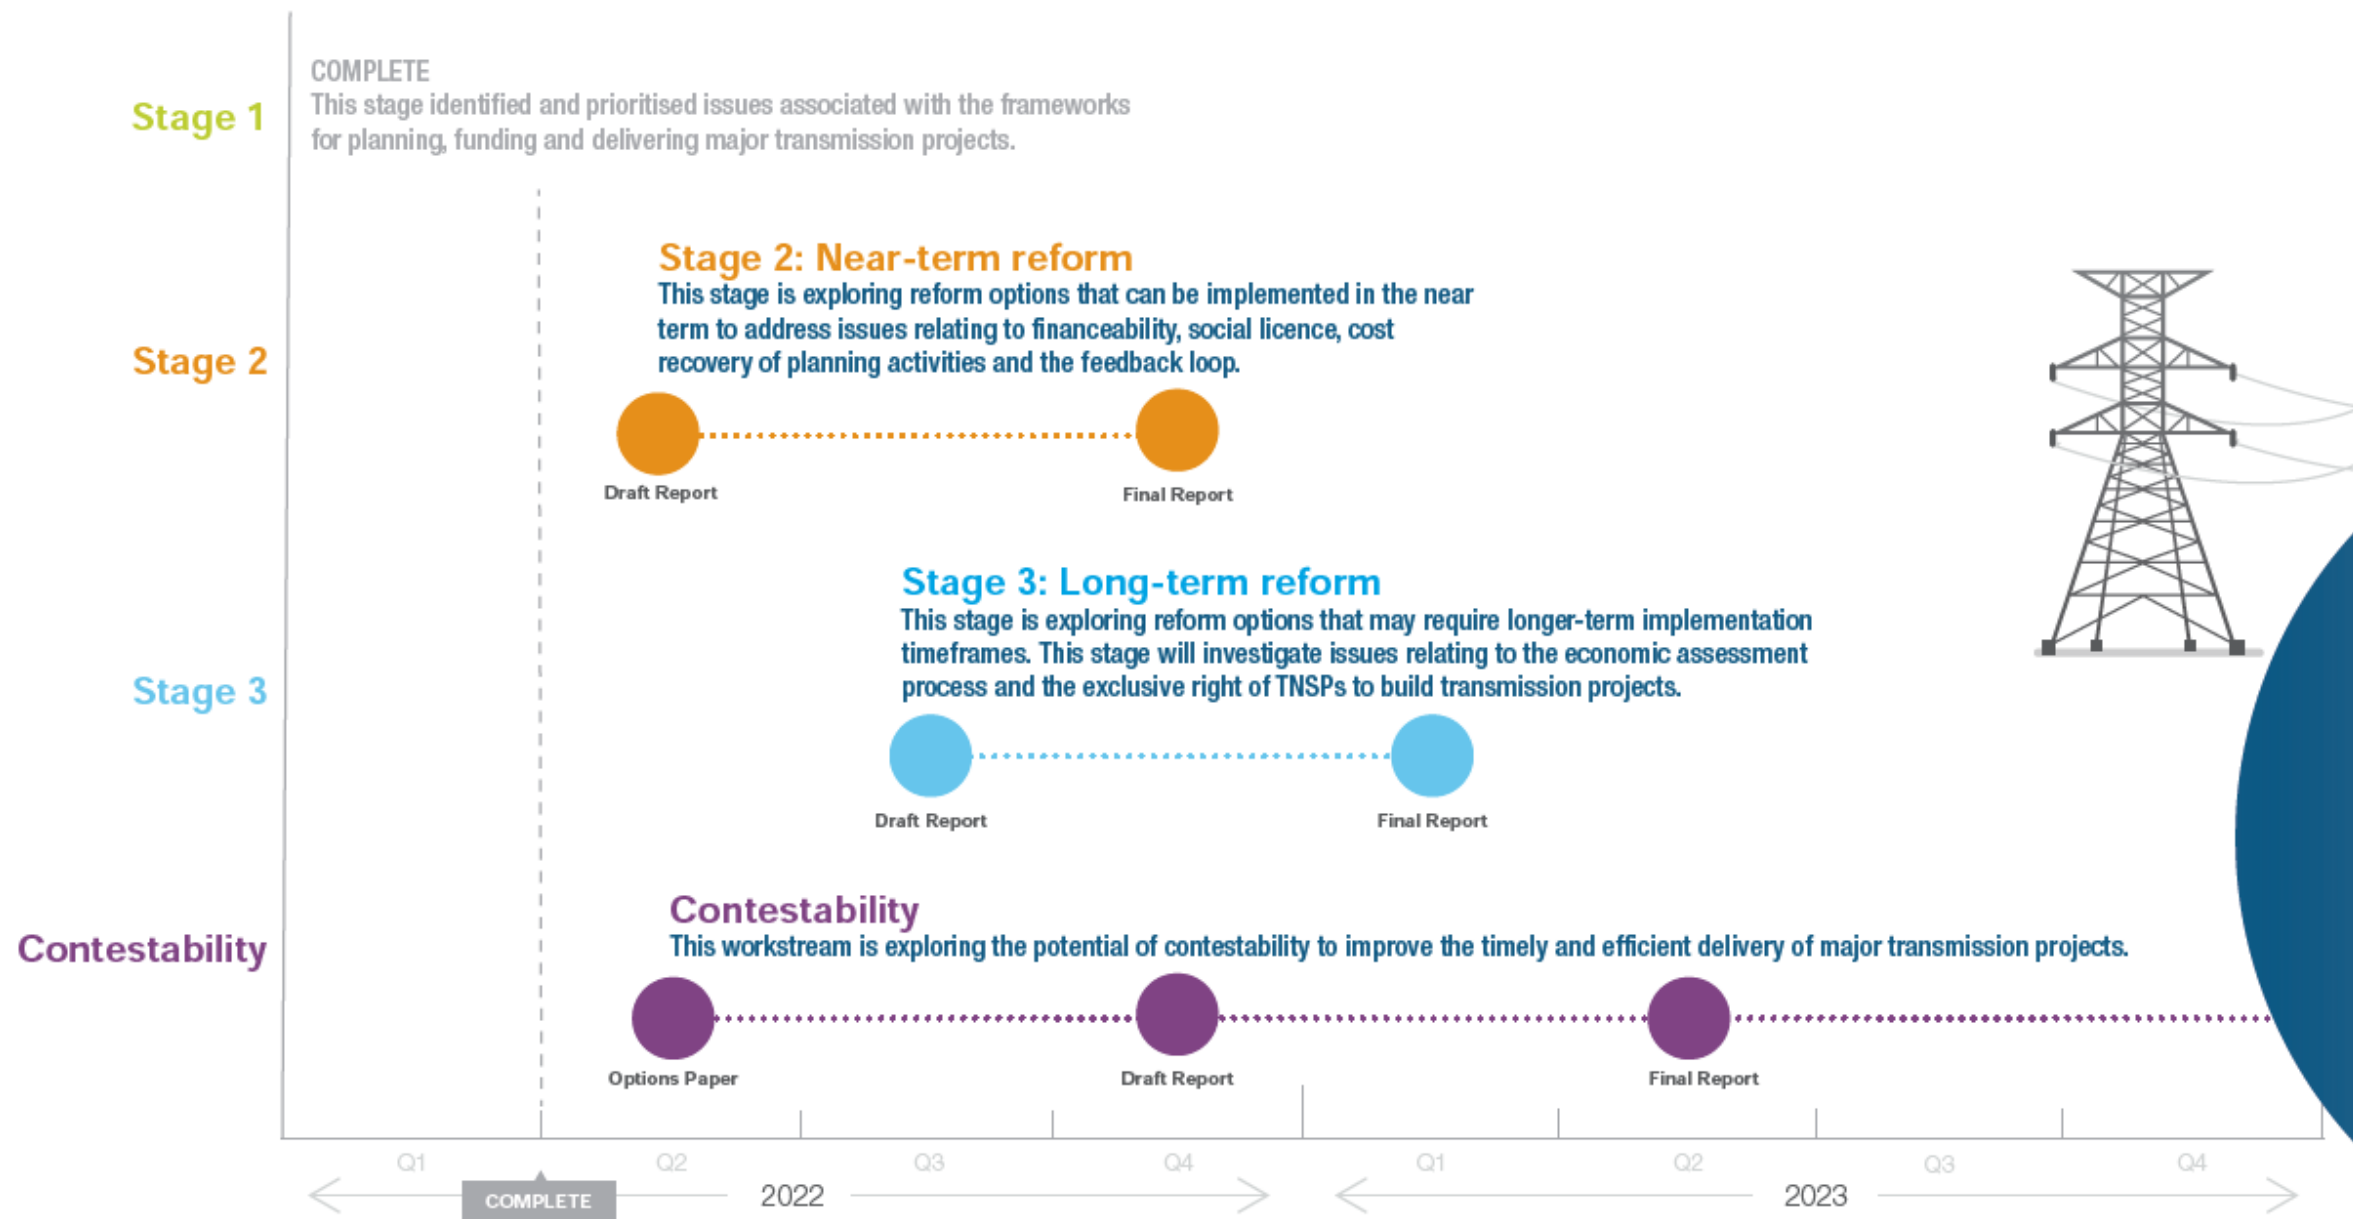 Stage 1
COMPLETE
This stage identified and prioritised issues associated with the frameworks
for planning, funding and delivering major transmission projects.
Stage 2
Stage 2: Near-term reform
This stage is exploring reform options that can be implemented in the near
term to address issues relating to financeability, social licence, cost
recovery of planning activities and the feedback loop.
Draft Report
Final Report
Stage 3
Stage 3: Long-term reform
This stage is exploring reform options that may require longer-term implementation
timeframes. This stage will investigate issues relating to the economic assessment
process and the exclusive right of TNSPs to build transmission projects.
Draft Report
Final Report
Contestability
Contestability
This workstream is exploring the potential of contestability to improve the timely and efficient delivery of major transmission projects.
Options Paper
Draft Report
Final Report
Q1
Q2
Q3
Q4
Q1
Q2
Q3
Q4
COMPLETE
2022
2023